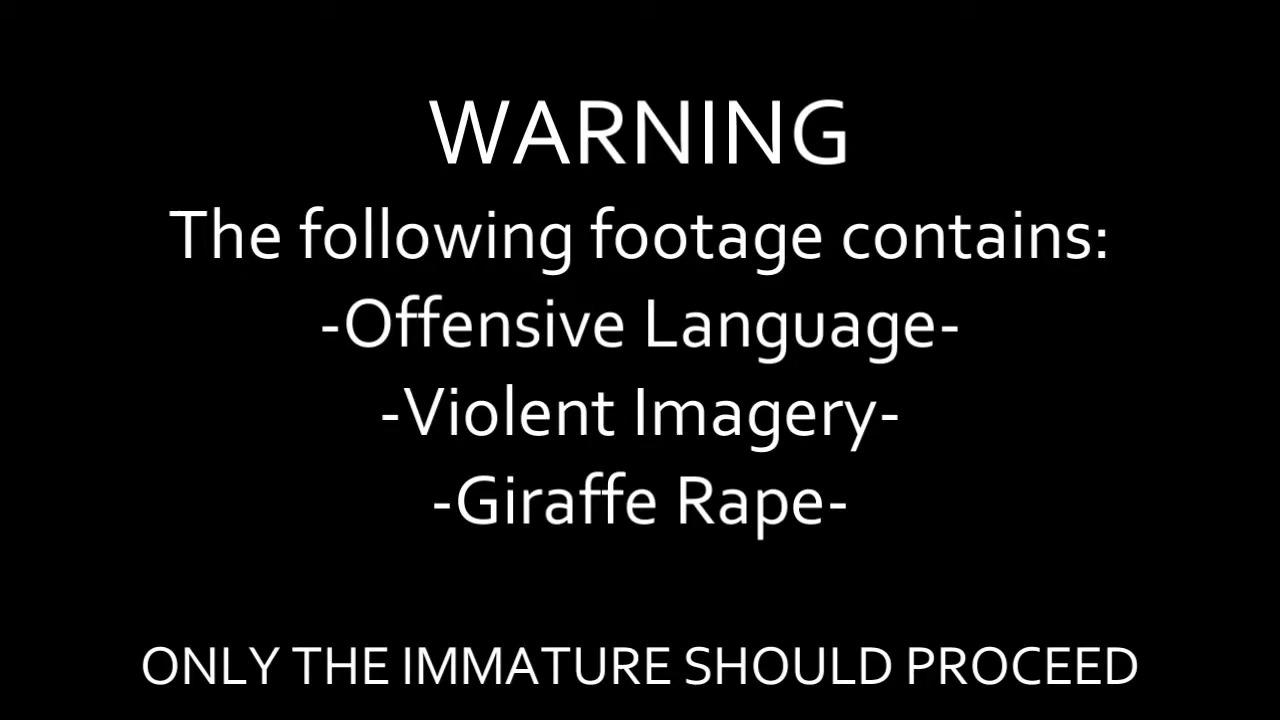 WARNING
The following footage contains:
-Offensive Language-
-Violent Imagery-
-Giraffe Rape-
ONLY THE IMMATURE SHOULD PROCEED